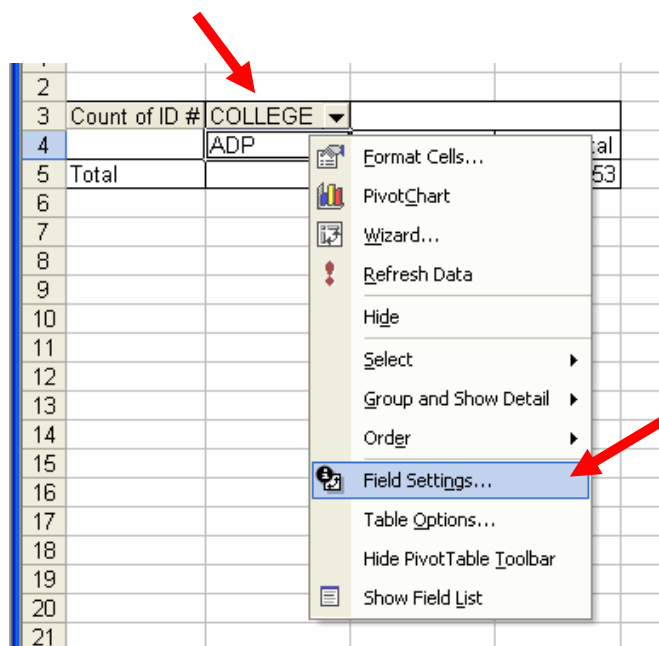 2
3 Count of ID # COLLEGE
4 ADP
5 Total 53
6
7
8
9
10
11
12
13
14
15
16
17
18
19
20
21
Format Cells...
PivotChart
Wizard...
Refresh Data
Hide
Select
Group and Show Detail
Order
Field Settings...
Table Options...
Hide PivotTable Toolbar
Show Field List